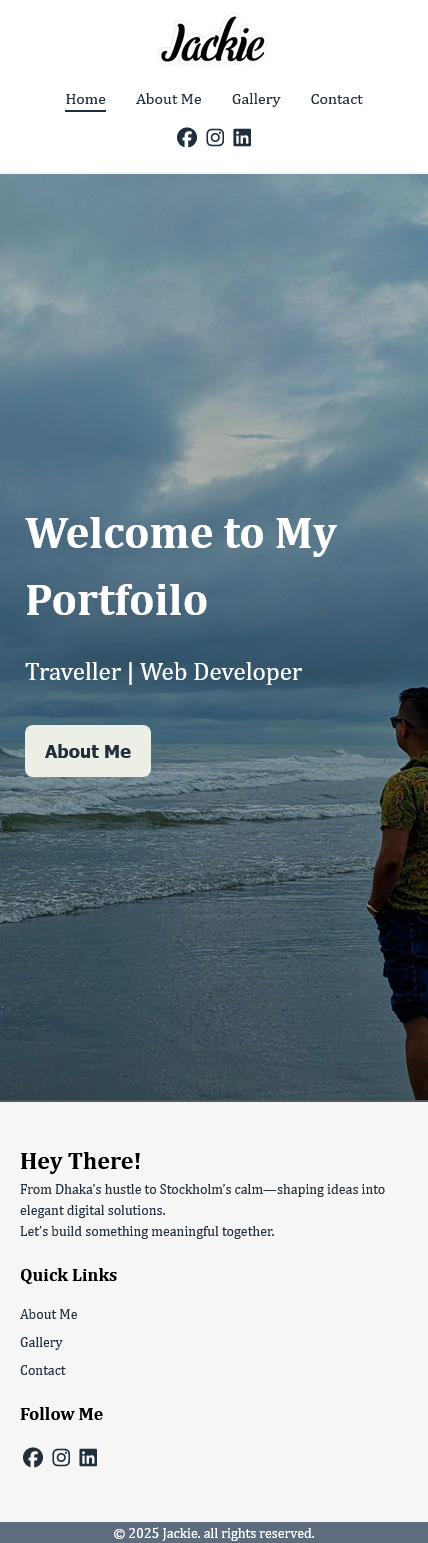 Jackie
Home About Me Gallery Contact
Welcome to My
Portfoilo
Traveller | Web Developer
About Me
Hey There!
From Dhaka’s hustle to Stockholm’s calm—shaping ideas into
elegant digital solutions.
Let’s build something meaningful together.
Quick Links
About Me
Gallery
Contact
Follow Me
© 2025 Jackie. all rights reserved.